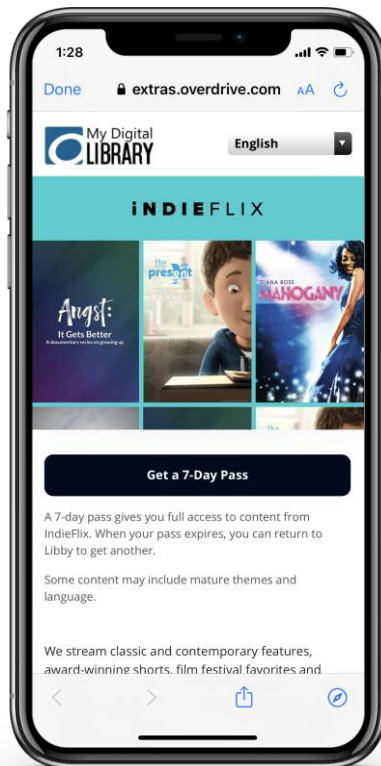 1:28
Done
extras.overdrive.com
AA
My Digital
LIBRARY
English
iNDIEFLIX
Angst:
It Gets Better
A documentary series on growing up
the
present
DIANA ROSS
MAHOGANY
Get a 7-Day Pass
A 7-day pass gives you full access to content from
IndieFlix. When your pass expires, you can return to
Libby to get another.
Some content may include mature themes and
language.
We stream classic and contemporary features,
award-winning shorts, film festival favorites and